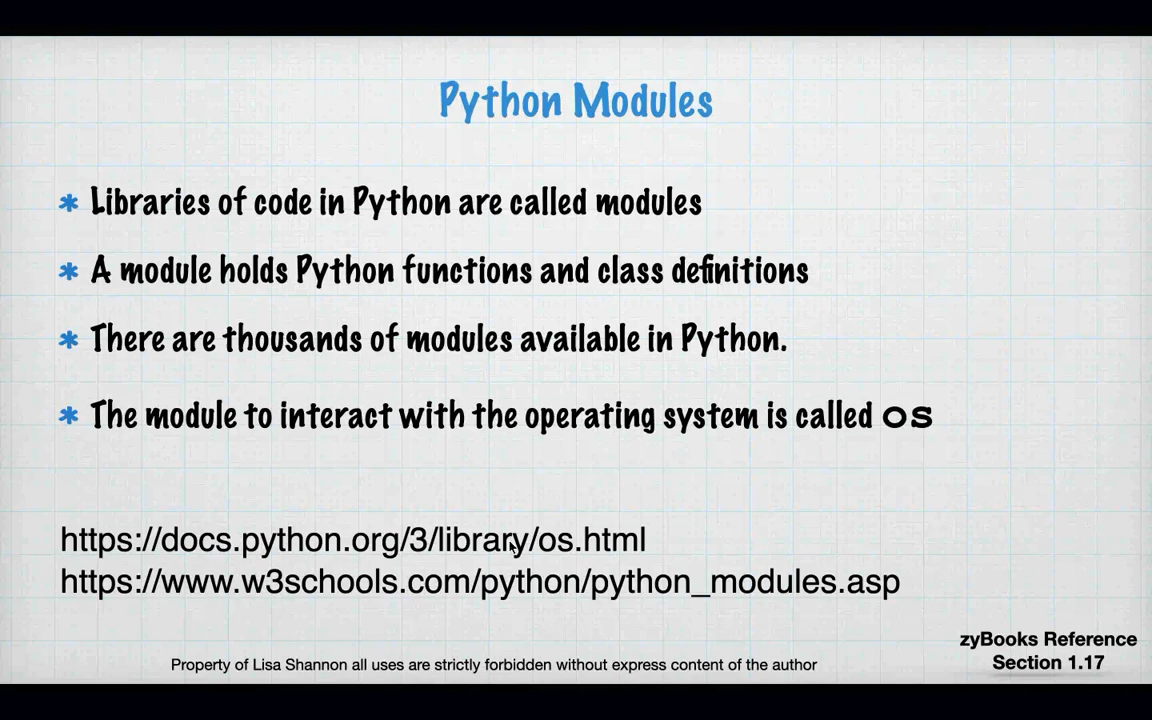 Python Modules
* Libraries of code in Python are called modules
* A module holds Python functions and class definitions
* There are thousands of modules available in Python.
* The module to interact with the operating system is called os
https://docs.python.org/3/library/os.html
https://www.w3schools.com/python/python_modules.asp
zyBooks Reference
Section 1.17
Property of Lisa Shannon all uses are strictly forbidden without express content of the author